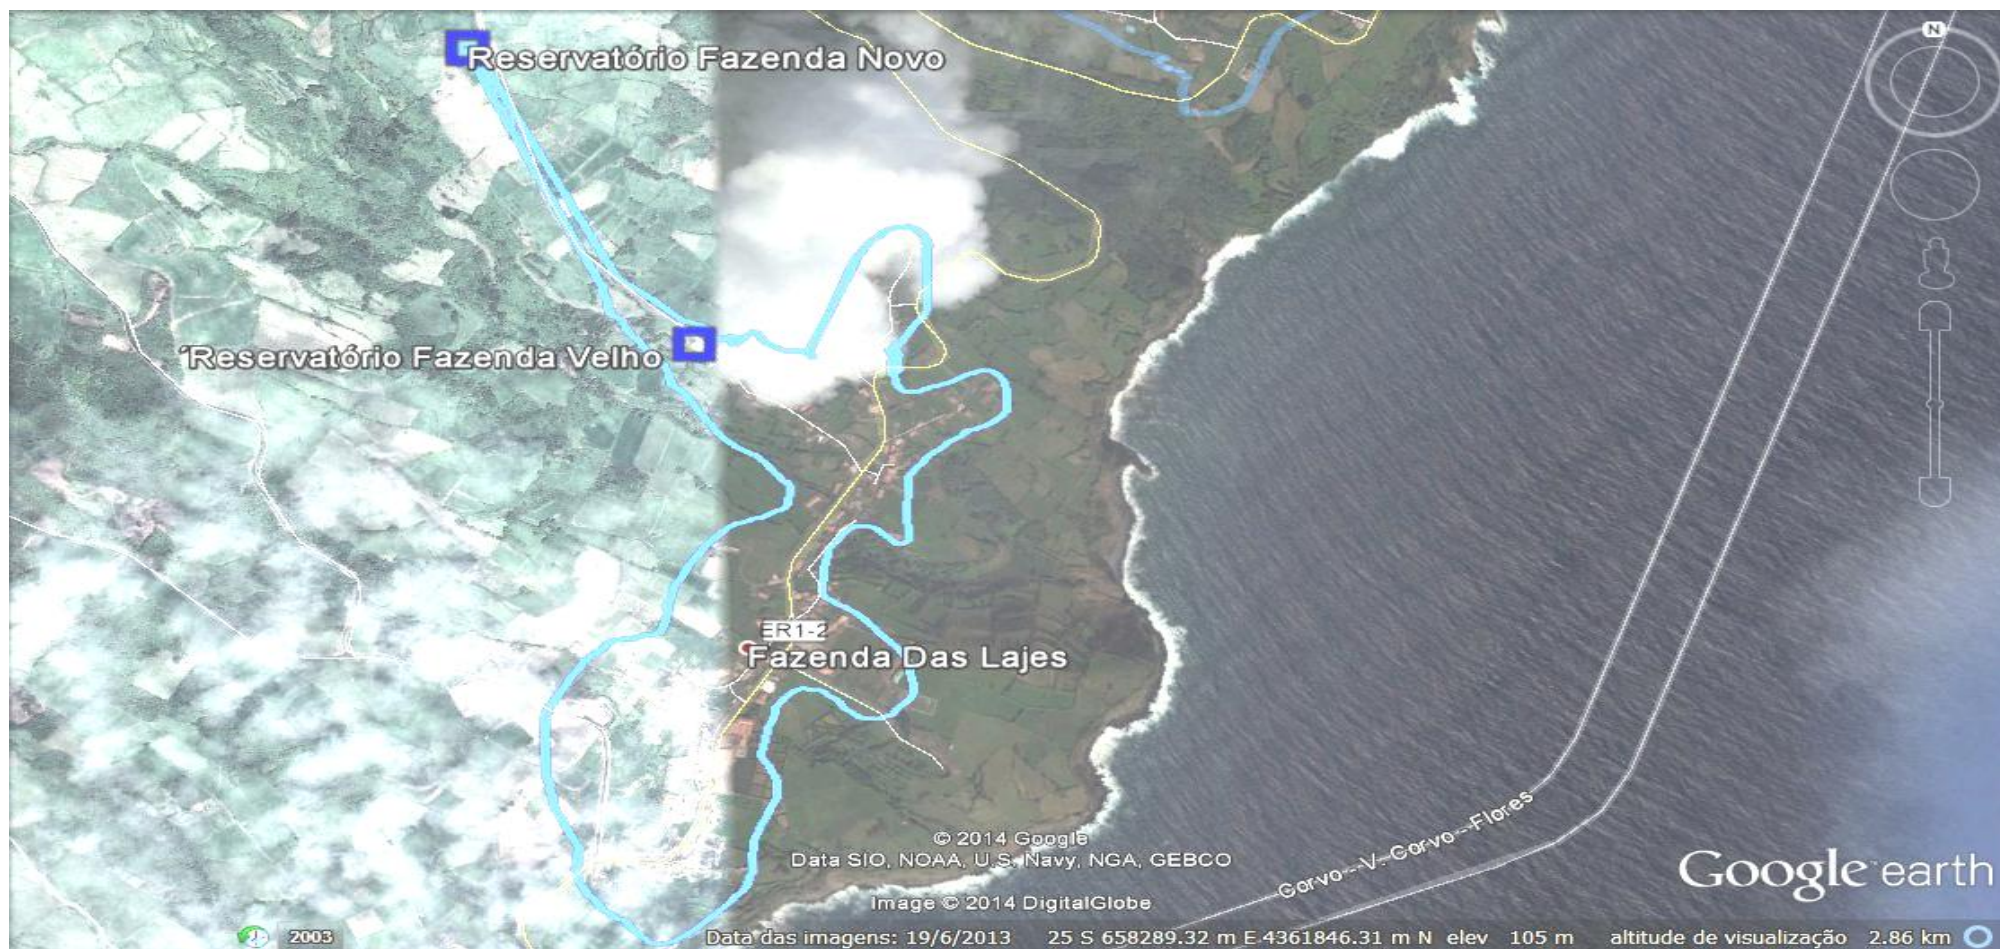 N
Reservatório Fazenda Novo
´Reservatório Fazenda Velho
ER1-2
Fazenda Das Lajes
Corvo - V. Corvo - Flores
© 2014 Google
Data SIO, NOAA, U.S. Navy, NGA, GEBCO
Image © 2014 DigitalGlobe
Google earth
2003
Data das imagens: 19/6/2013 25 S 658289.32 m E 4361846.31 m N elev 105 m altitude de visualização 2.86 km